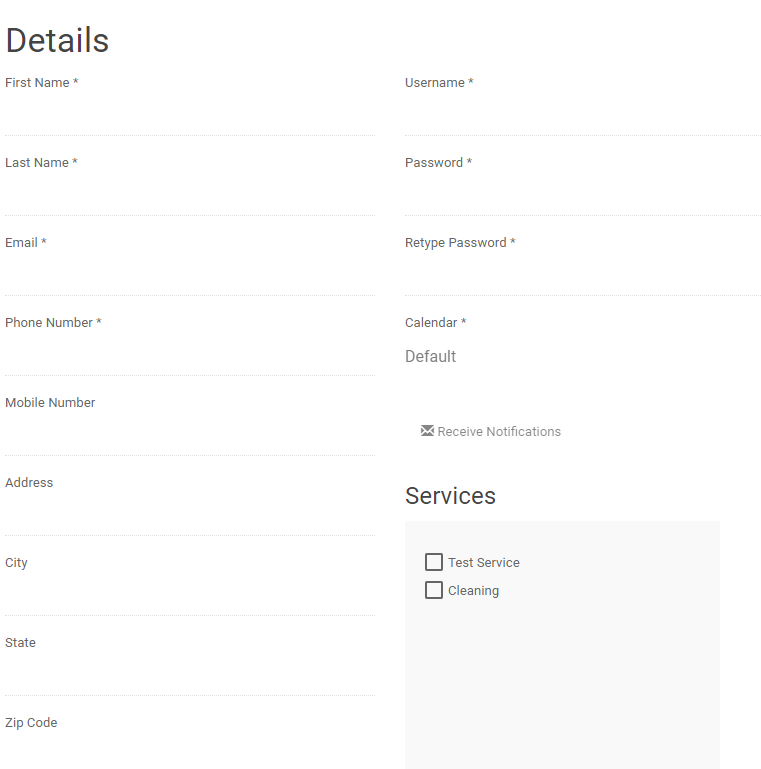 Details
First Name *
Last Name *
Email *
Phone Number *
Mobile Number
Address
City
State
Zip Code
Username *
Password *
Retype Password *
Calendar *
Default
Receive Notifications
Services
Test Service
Cleaning